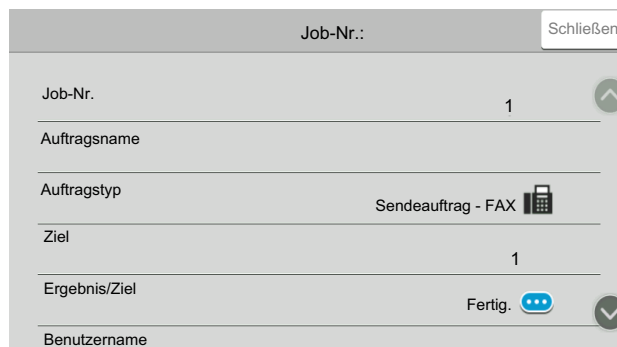 Job-Nr.:
Schließen
Job-Nr.
1
Auftragsname
Auftragstyp
Sendeauftrag - FAX
Ziel
1
Ergebnis/Ziel
Fertig.
Benutzername